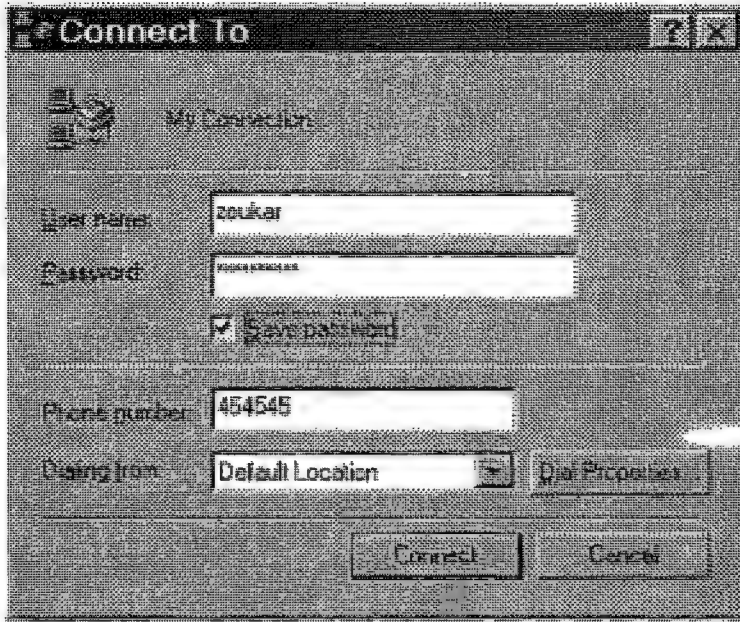 Connect To
My Connection
User name: zoukar
Password: **********
Save password
Phone number: 454545
Dialing from: Default Location Dial Properties...
Connect Cancel